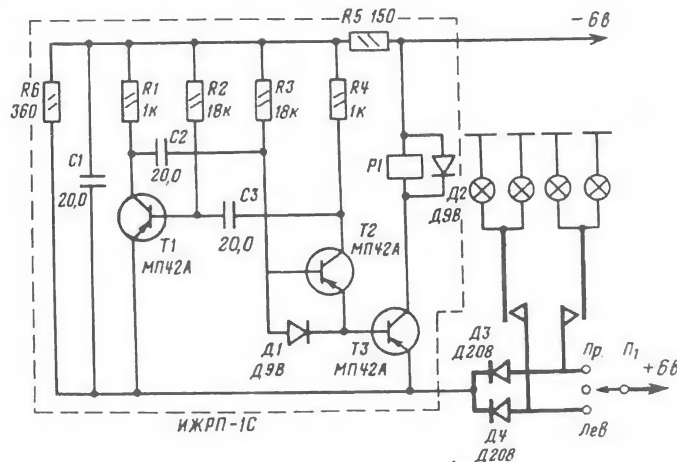 R5 150
− 6в
R6
360
R1
1к
R2
18к
R3
18к
R4
1к
C2
20,0
C1
20,0
C3
20,0
P1
Д2
Д9В
T1
МП42А
T2
МП42А
Д1
Д9В
T3
МП42А
Д3
Д208
Пр.
П1
+6в
Лев
Д4
Д208
ИЖРП-1С